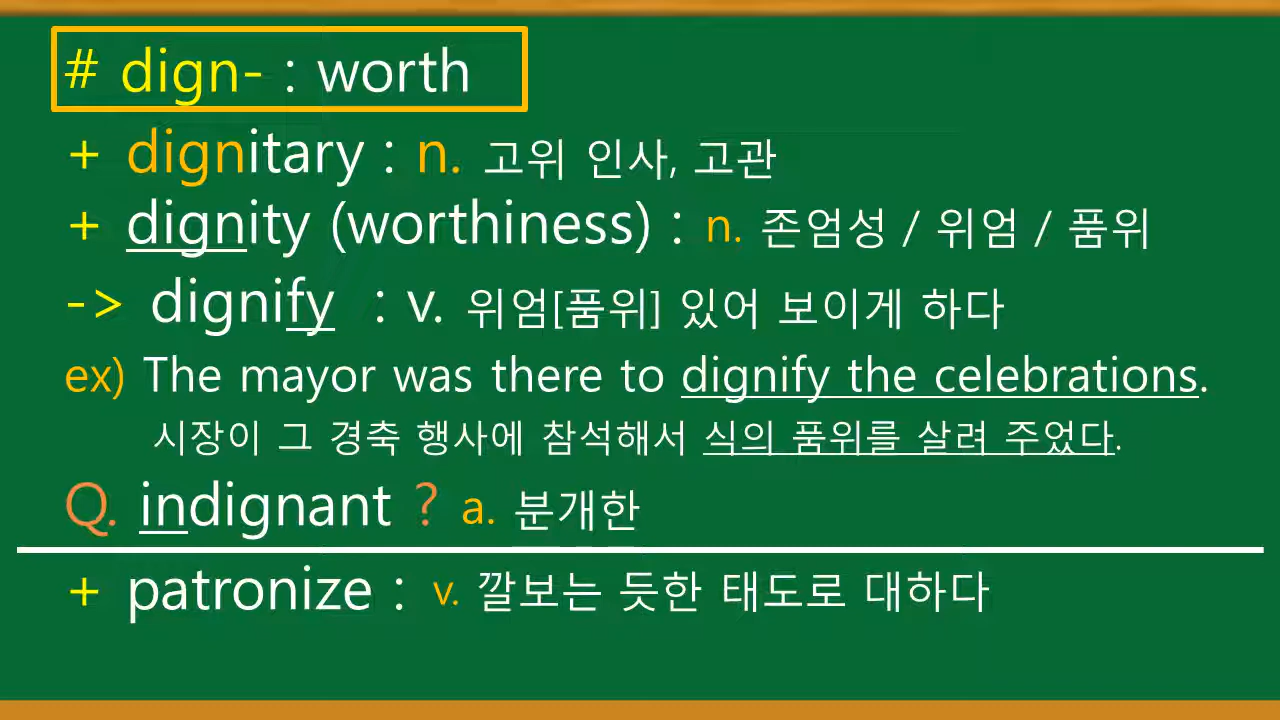 # dign- : worth
+ dignitary : n. 고위 인사, 고관
+ dignity (worthiness) : n. 존엄성 / 위엄 / 품위
-> dignify : v. 위엄[품위] 있어 보이게 하다
ex) The mayor was there to dignify the celebrations.
시장이 그 경축 행사에 참석해서 식의 품위를 살려 주었다.
Q. indignant ? a. 분개한
+ patronize : v. 깔보는 듯한 태도로 대하다